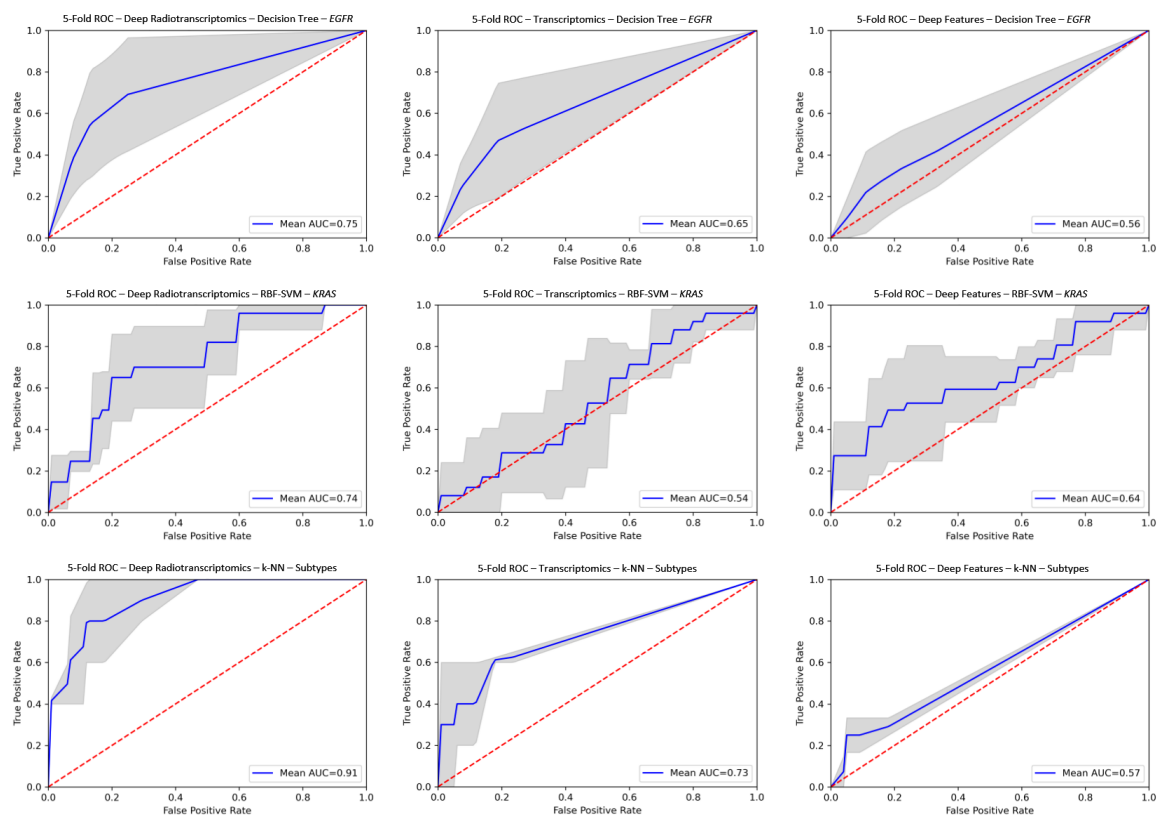 5-Fold ROC – Deep Radiotranscriptomics – Decision Tree – EGFR
1.0
0.8
0.6
0.4
0.2
0.0
True Positive Rate
Mean AUC=0.75
0.0 0.2 0.4 0.6 0.8 1.0
False Positive Rate
5-Fold ROC – Transcriptomics – Decision Tree – EGFR
1.0
0.8
0.6
0.4
0.2
0.0
True Positive Rate
Mean AUC=0.65
0.0 0.2 0.4 0.6 0.8 1.0
False Positive Rate
5-Fold ROC – Deep Features – Decision Tree – EGFR
1.0
0.8
0.6
0.4
0.2
0.0
True Positive Rate
Mean AUC=0.56
0.0 0.2 0.4 0.6 0.8 1.0
False Positive Rate
5-Fold ROC – Deep Radiotranscriptomics – RBF-SVM – KRAS
1.0
0.8
0.6
0.4
0.2
0.0
True Positive Rate
Mean AUC=0.74
0.0 0.2 0.4 0.6 0.8 1.0
False Positive Rate
5-Fold ROC – Transcriptomics – RBF-SVM – KRAS
1.0
0.8
0.6
0.4
0.2
0.0
True Positive Rate
Mean AUC=0.54
0.0 0.2 0.4 0.6 0.8 1.0
False Positive Rate
5-Fold ROC – Deep Features – RBF-SVM – KRAS
1.0
0.8
0.6
0.4
0.2
0.0
True Positive Rate
Mean AUC=0.64
0.0 0.2 0.4 0.6 0.8 1.0
False Positive Rate
5-Fold ROC – Deep Radiotranscriptomics – k-NN – Subtypes
1.0
0.8
0.6
0.4
0.2
0.0
True Positive Rate
Mean AUC=0.91
0.0 0.2 0.4 0.6 0.8 1.0
False Positive Rate
5-Fold ROC – Transcriptomics – k-NN – Subtypes
1.0
0.8
0.6
0.4
0.2
0.0
True Positive Rate
Mean AUC=0.73
0.0 0.2 0.4 0.6 0.8 1.0
False Positive Rate
5-Fold ROC – Deep Features – k-NN – Subtypes
1.0
0.8
0.6
0.4
0.2
0.0
True Positive Rate
Mean AUC=0.57
0.0 0.2 0.4 0.6 0.8 1.0
False Positive Rate